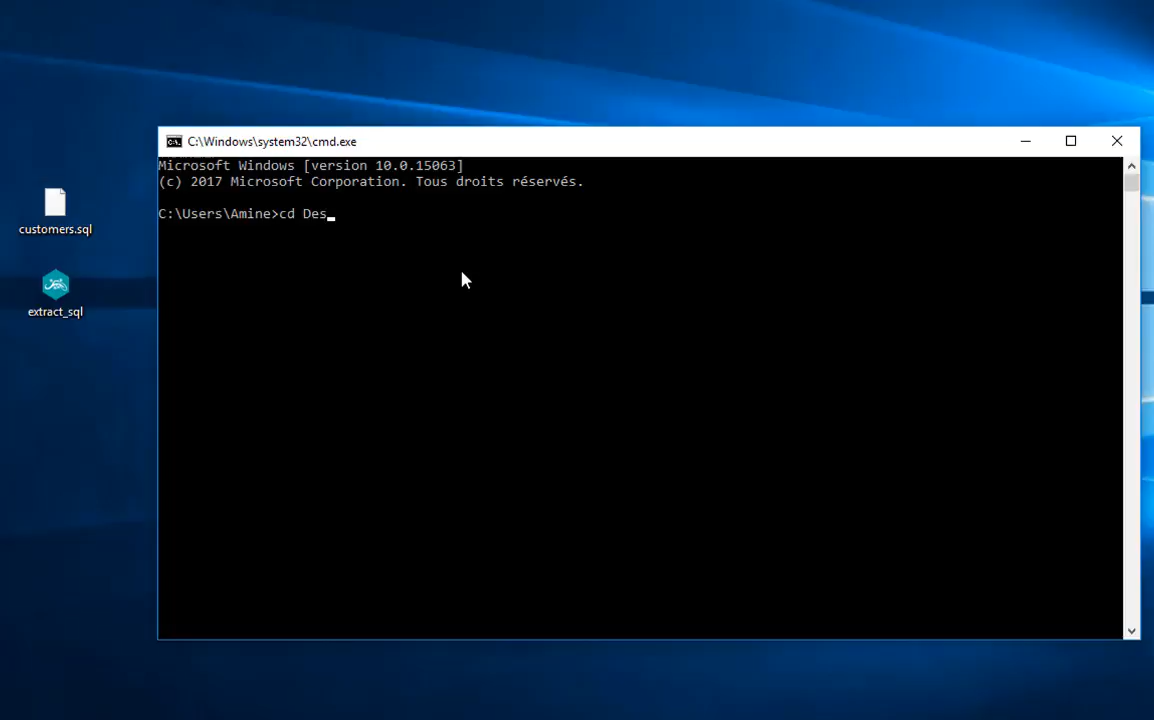 C:\Windows\system32\cmd.exe
Microsoft Windows [version 10.0.15063]
(c) 2017 Microsoft Corporation. Tous droits réservés.
C:\Users\Amine>cd Des
customers.sql
extract_sql